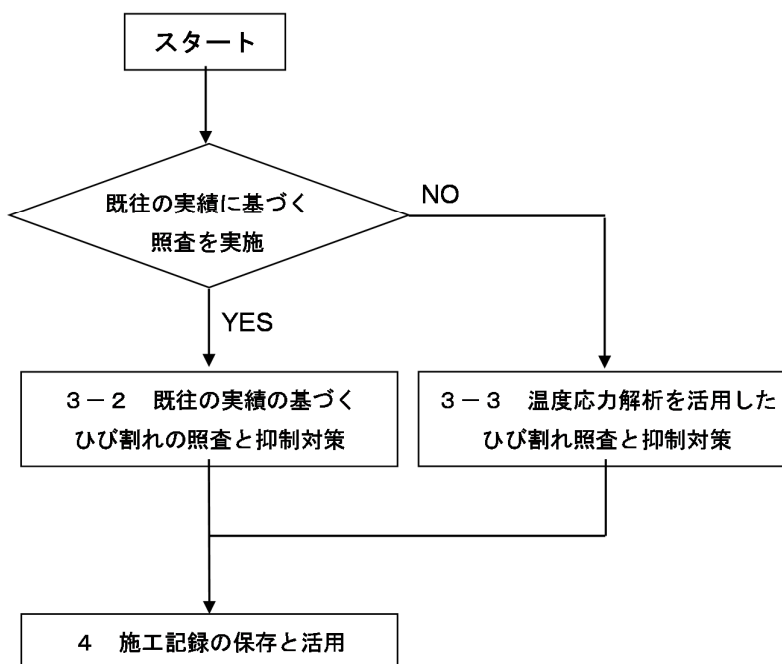 スタート
既往の実績に基づく
照査を実施
NO
YES
3－2　既往の実績の基づく
ひび割れの照査と抑制対策
3－3　温度応力解析を活用した
ひび割れ照査と抑制対策
4　施工記録の保存と活用